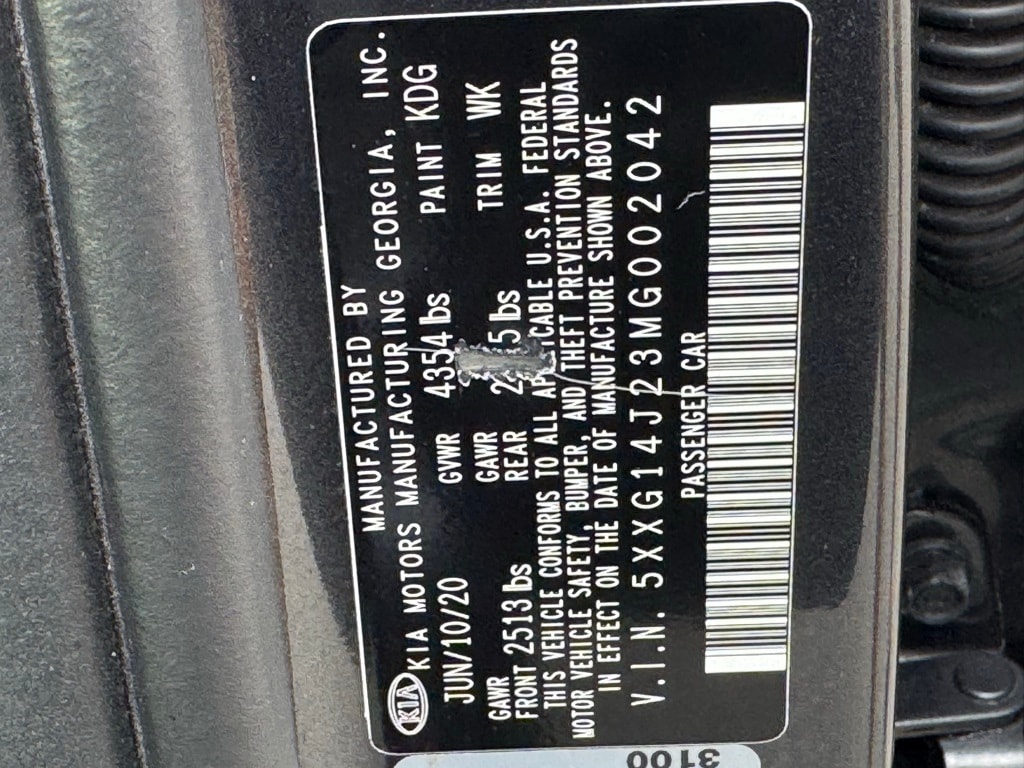 KIA
MANUFACTURED BY
KIA MOTORS MANUFACTURING GEORGIA, INC.
JUN/10/20 GVWR 4354 lbs PAINT KDG
GAWR FRONT 2513 lbs GAWR REAR lbs TRIM WK
THIS VEHICLE CONFORMS TO ALL U.S.A. FEDERAL
MOTOR VEHICLE SAFETY, BUMPER, AND THEFT PREVENTION STANDARDS
IN EFFECT ON THE DATE OF MANUFACTURE SHOWN ABOVE.
V.I.N. 5XXG14J23MG002042
PASSENGER CAR
3100